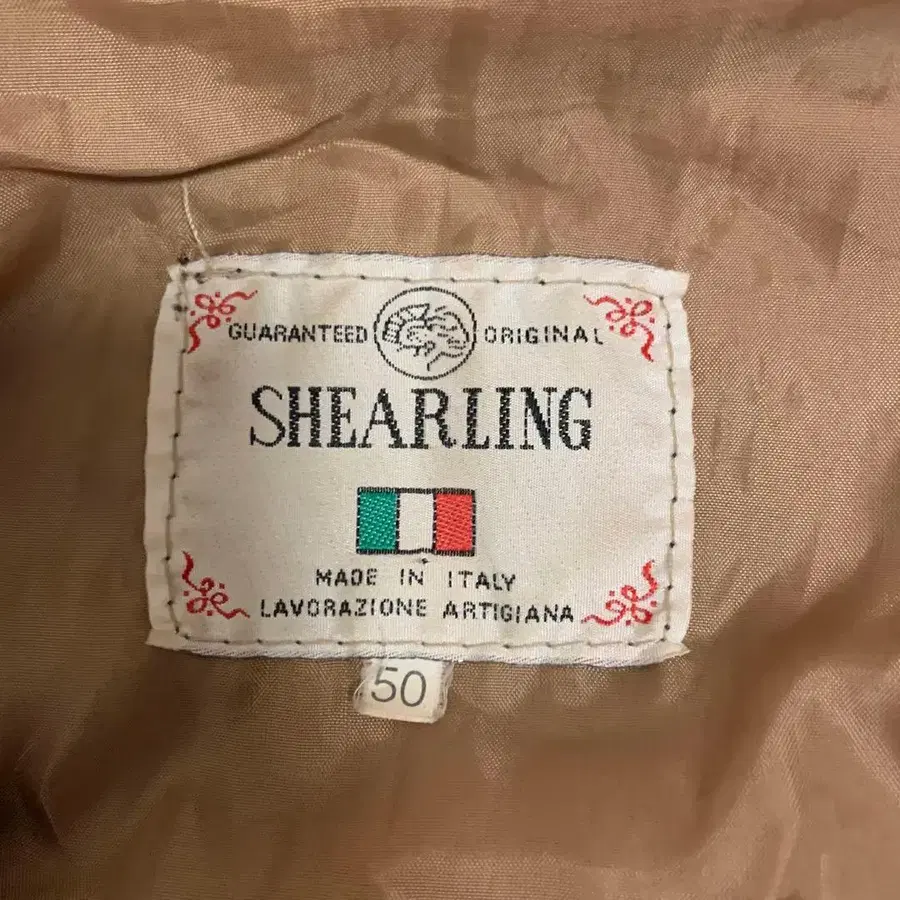 GUARANTEED ORIGINAL
SHEARLING
MADE IN ITALY
LAVORAZIONE ARTIGIANA
50